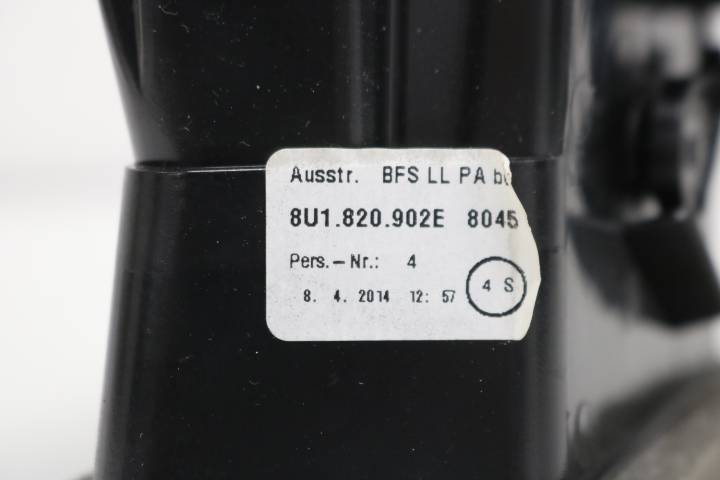 Ausstr. BFS LL PA
8U1.820.902E 8045
Pers.-Nr.: 4
8. 4. 2014 12: 57 4 S